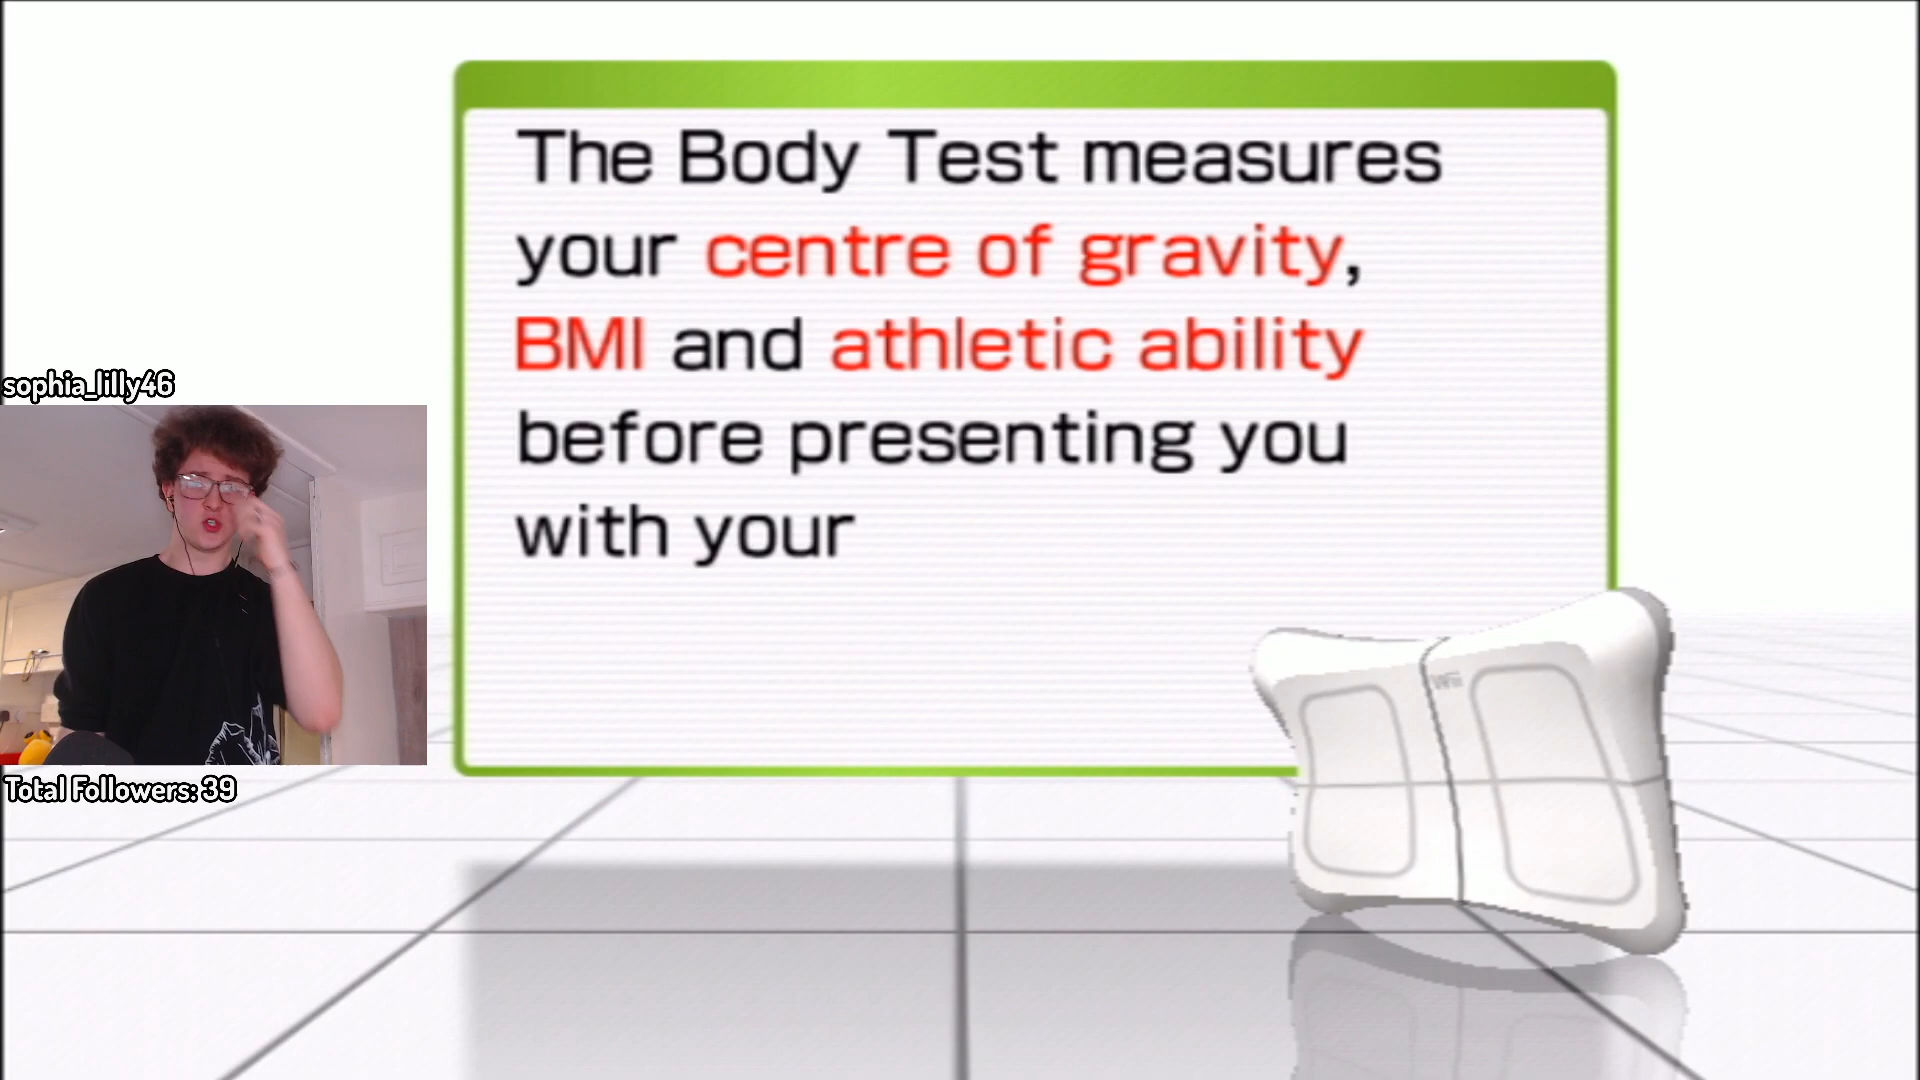 The Body Test measures
your centre of gravity,
BMI and athletic ability
before presenting you
with your
sophia_lilly46
Total Followers: 39
Wii